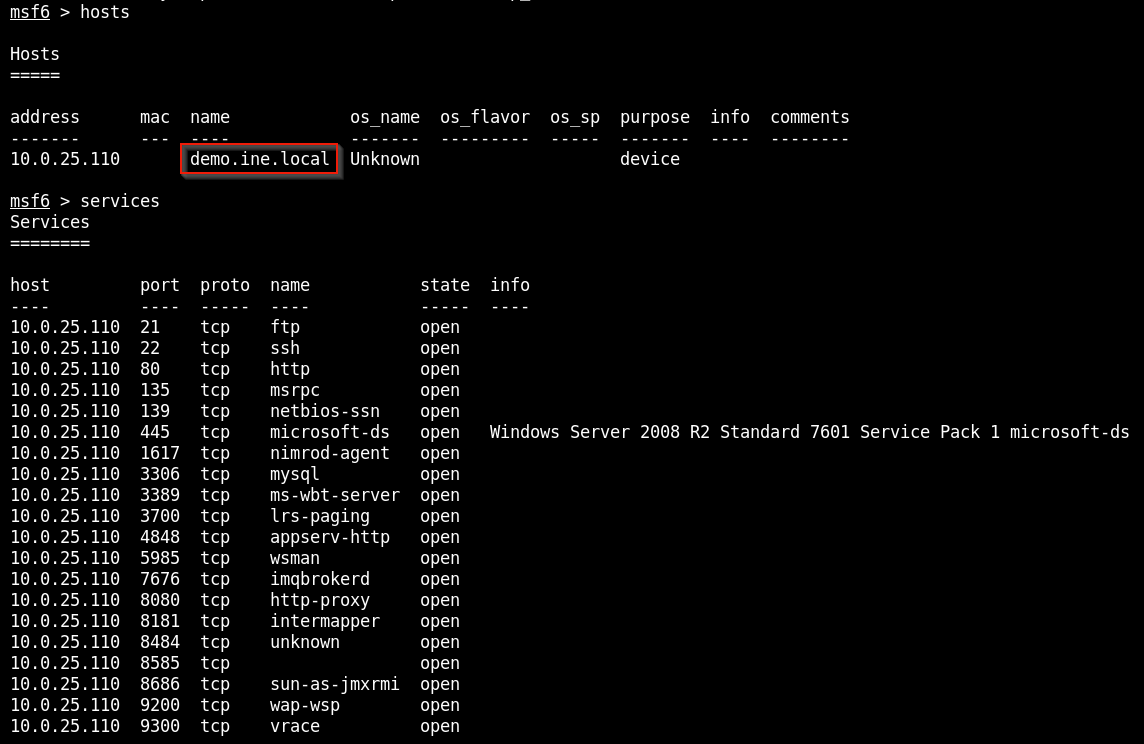 msf6 > hosts
Hosts
=====
address mac name os_name os_flavor os_sp purpose info comments
------- --- ---- ------- --------- ----- ------- ---- --------
10.0.25.110 demo.ine.local Unknown device
msf6 > services
Services
========
host port proto name state info
---- ---- ----- ---- ----- ----
10.0.25.110 21 tcp ftp open
10.0.25.110 22 tcp ssh open
10.0.25.110 80 tcp http open
10.0.25.110 135 tcp msrpc open
10.0.25.110 139 tcp netbios-ssn open
10.0.25.110 445 tcp microsoft-ds open Windows Server 2008 R2 Standard 7601 Service Pack 1 microsoft-ds
10.0.25.110 1617 tcp nimrod-agent open
10.0.25.110 3306 tcp mysql open
10.0.25.110 3389 tcp ms-wbt-server open
10.0.25.110 3700 tcp lrs-paging open
10.0.25.110 4848 tcp appserv-http open
10.0.25.110 5985 tcp wsman open
10.0.25.110 7676 tcp imqbrokerd open
10.0.25.110 8080 tcp http-proxy open
10.0.25.110 8181 tcp intermapper open
10.0.25.110 8484 tcp unknown open
10.0.25.110 8585 tcp open
10.0.25.110 8686 tcp sun-as-jmxrmi open
10.0.25.110 9200 tcp wap-wsp open
10.0.25.110 9300 tcp vrace open